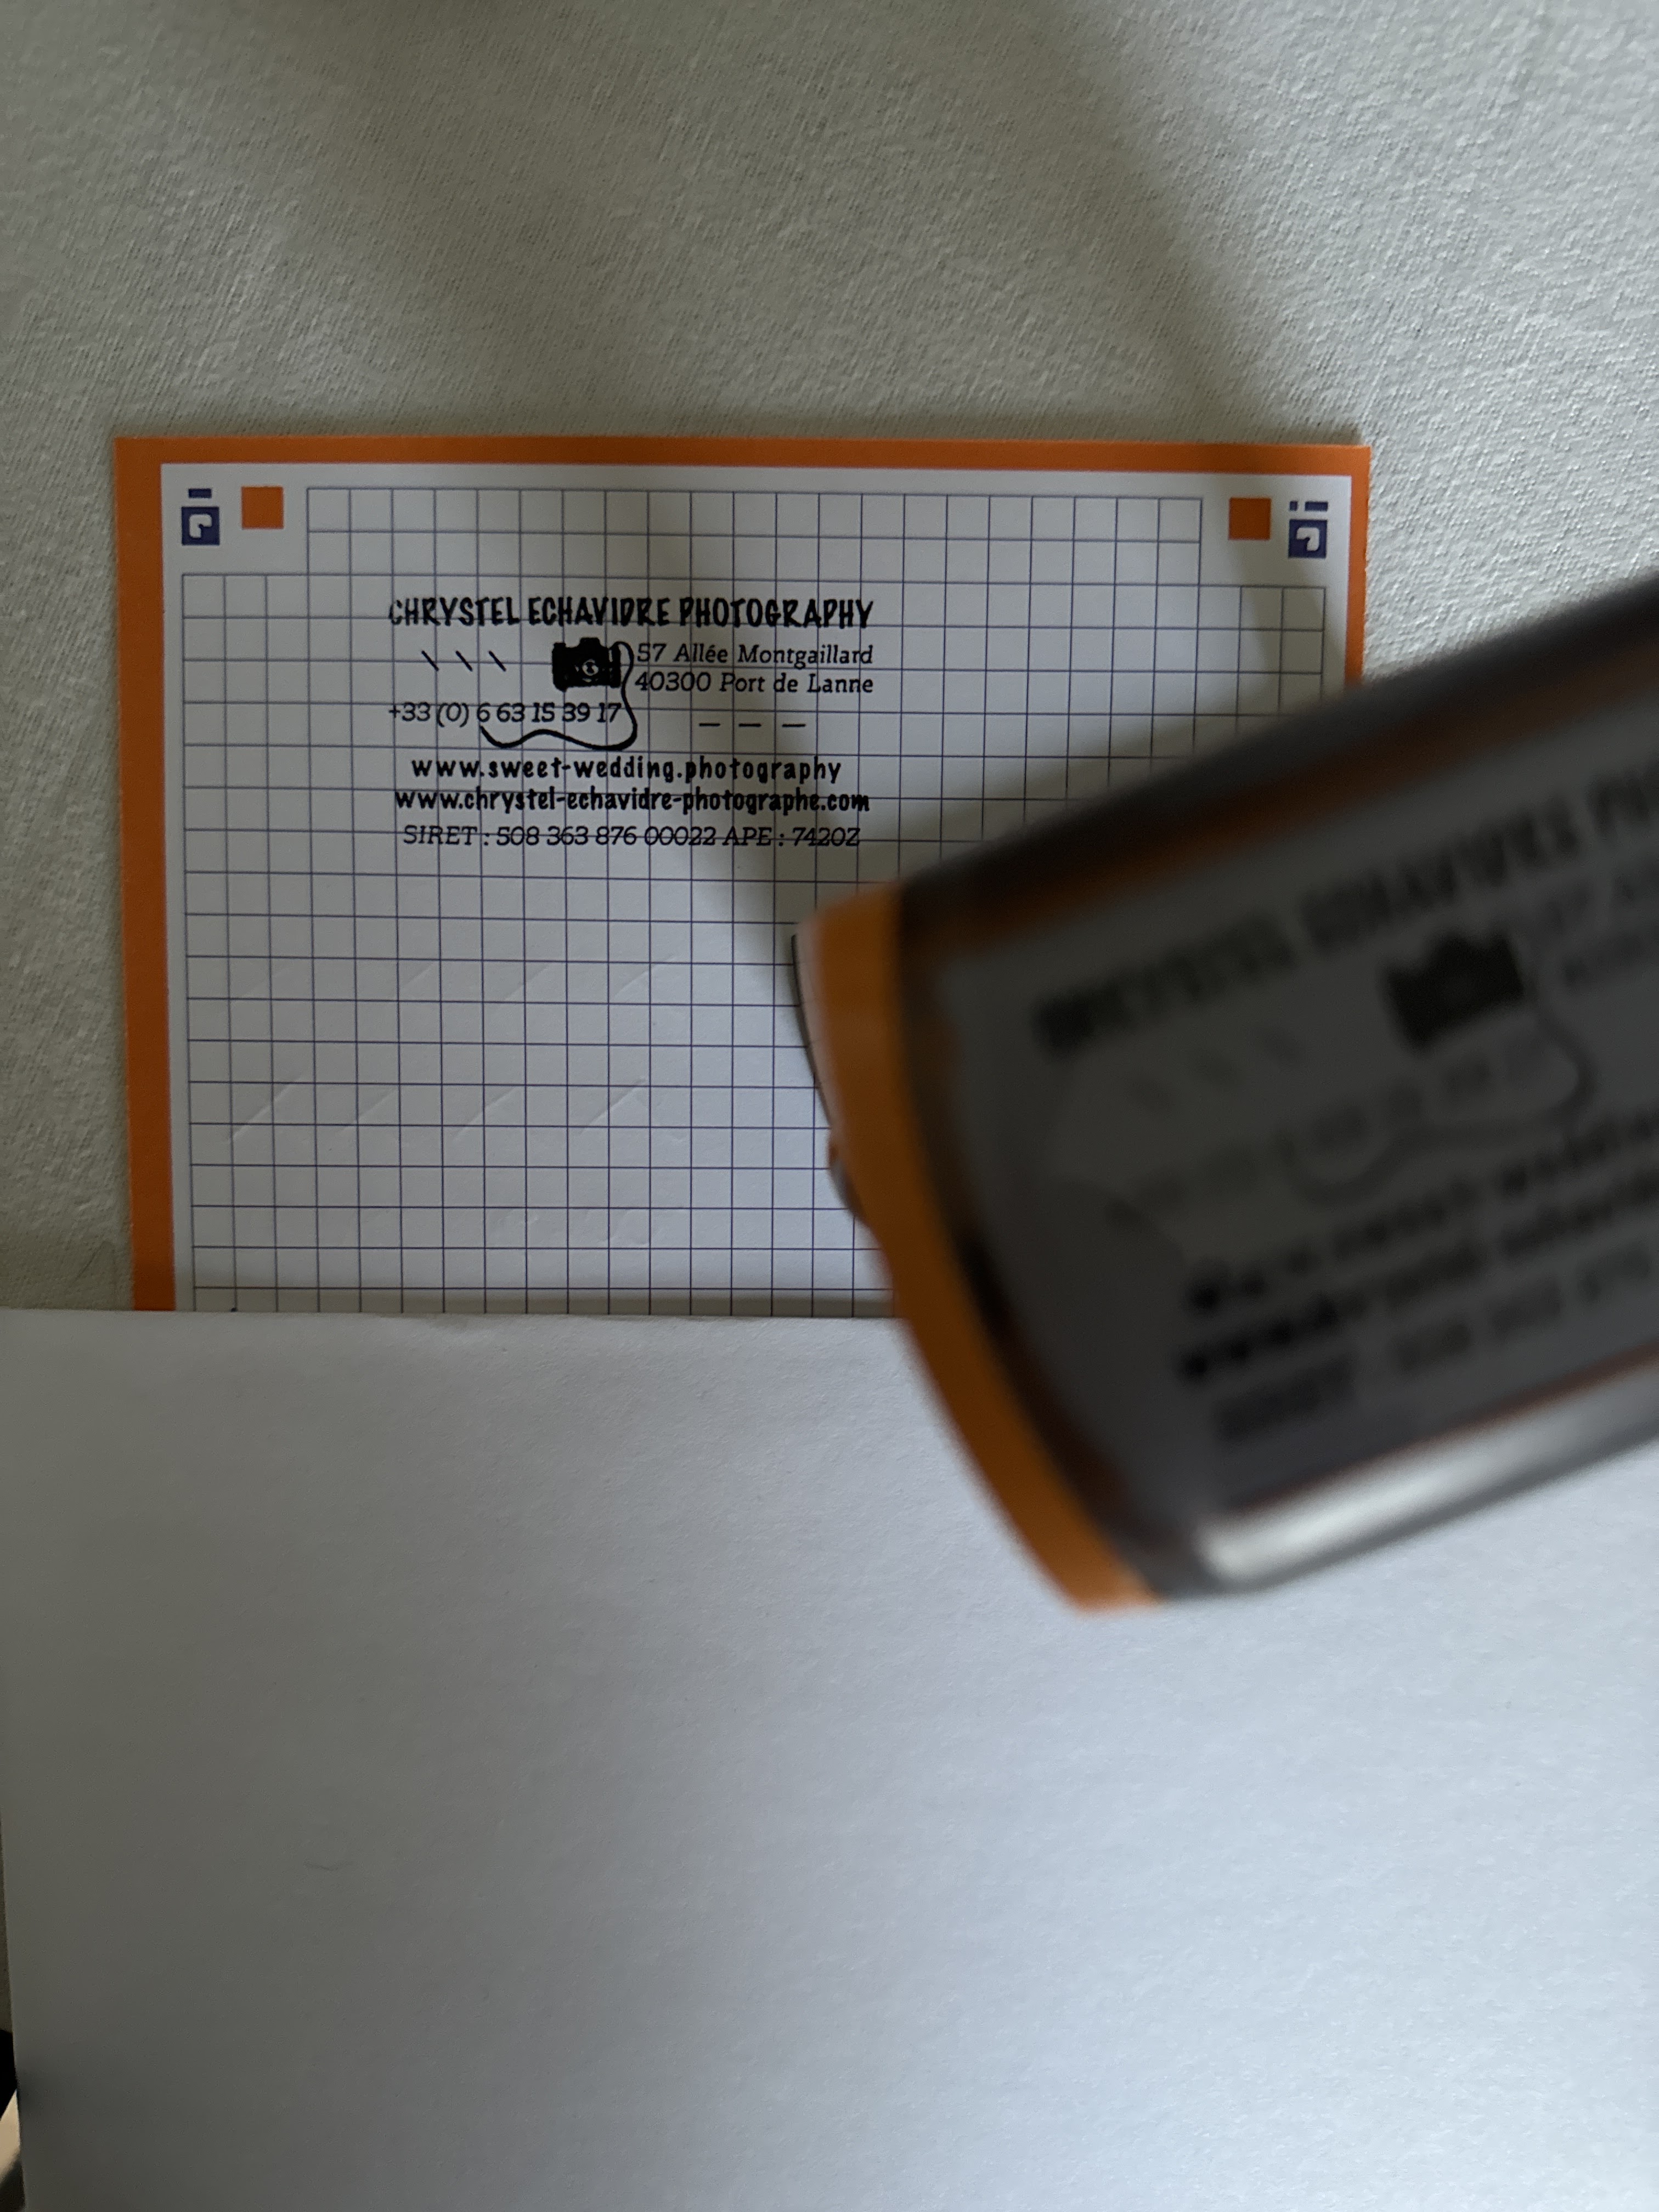 CHRYSTEL ECHAVIDRE PHOTOGRAPHY
57 Allée Montgaillard
40300 Port de Lanne
+33 (0) 6 63 15 39 17
www.sweet-wedding.photography
www.chrystel-echavidre-photographe.com
SIRET : 508 363 876 00022 APE : 7420Z